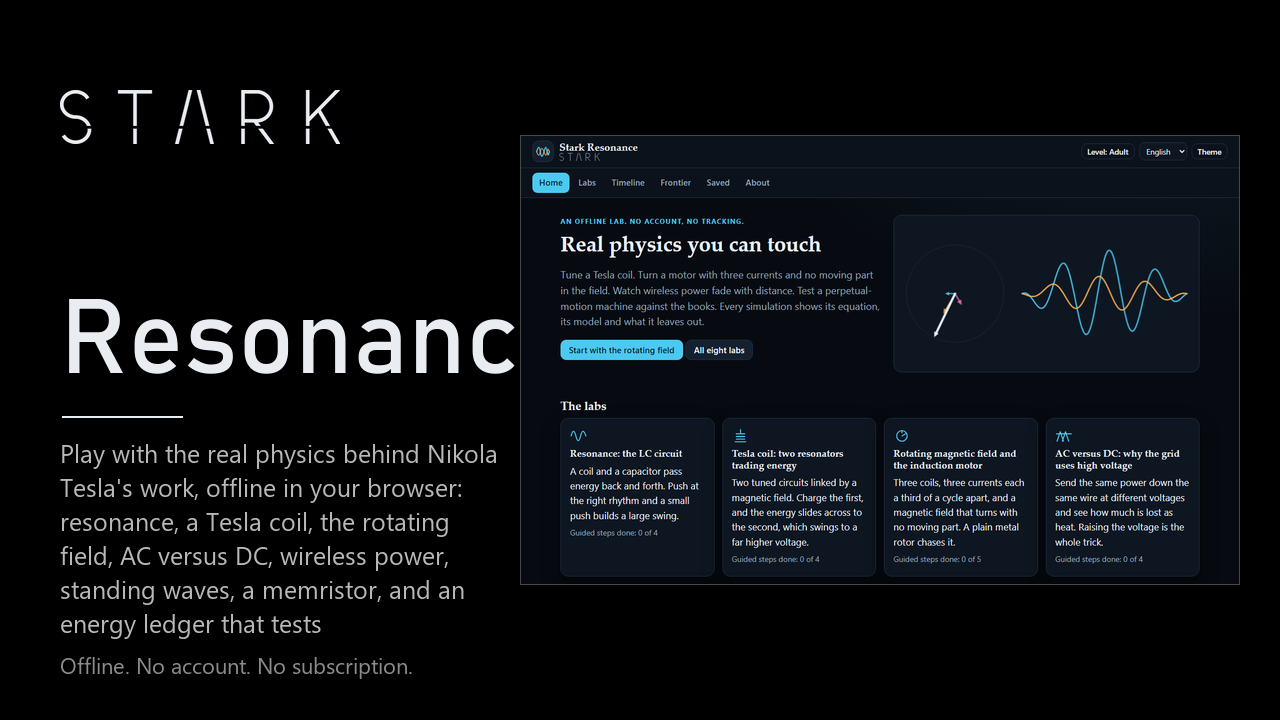 STARK
Resonanc
Play with the real physics behind Nikola
Tesla's work, offline in your browser:
resonance, a Tesla coil, the rotating
field, AC versus DC, wireless power,
standing waves, a memristor, and an
energy ledger that tests
Offline. No account. No subscription.
Stark Resonance
STARK
Level: Adult
English
Theme
Home
Labs
Timeline
Frontier
Saved
About
AN OFFLINE LAB. NO ACCOUNT, NO TRACKING.
Real physics you can touch
Tune a Tesla coil. Turn a motor with three currents and no moving part
in the field. Watch wireless power fade with distance. Test a perpetual-
motion machine against the books. Every simulation shows its equation,
its model and what it leaves out.
Start with the rotating field
All eight labs
The labs
Resonance: the LC circuit
A coil and a capacitor pass
energy back and forth. Push at
the right rhythm and a small
push builds a large swing.
Guided steps done: 0 of 4
Tesla coil: two resonators
trading energy
Two tuned circuits linked by a
magnetic field. Charge the first,
and the energy slides across to
the second, which swings to a
far higher voltage.
Guided steps done: 0 of 4
Rotating magnetic field and
the induction motor
Three coils, three currents each
a third of a cycle apart, and a
magnetic field that turns with
no moving part. A plain metal
rotor chases it.
Guided steps done: 0 of 5
AC versus DC: why the grid
uses high voltage
Send the same power down the
same wire at different voltages
and see how much is lost as
heat. Raising the voltage is the
whole trick.
Guided steps done: 0 of 4